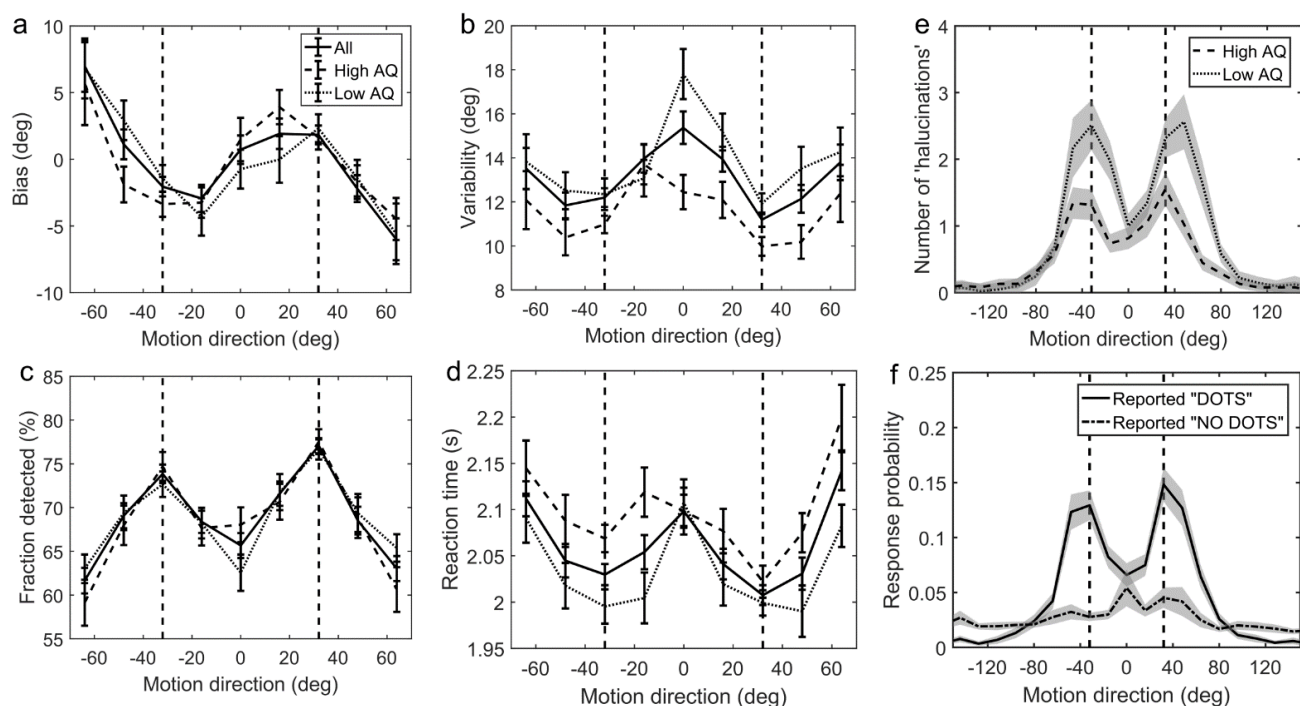 a
10
5
0
-5
-10
Bias (deg)
All
High AQ
Low AQ
-60 -40 -20 0 20 40 60
Motion direction (deg)
b
20
18
16
14
12
10
8
Variability (deg)
-60 -40 -20 0 20 40 60
Motion direction (deg)
e
4
3
2
1
0
Number of 'halucinations'
High AQ
Low AQ
-120 -80 -40 0 40 80 120
Motion direction (deg)
c
85
80
75
70
65
60
55
Fraction detected (%)
-60 -40 -20 0 20 40 60
Motion direction (deg)
d
2.25
2.2
2.15
2.1
2.05
2
1.95
Reaction time (s)
-60 -40 -20 0 20 40 60
Motion direction (deg)
f
0.25
0.2
0.15
0.1
0.05
0
Response probability
Reported "DOTS"
Reported "NO DOTS"
-120 -80 -40 0 40 80 120
Motion direction (deg)